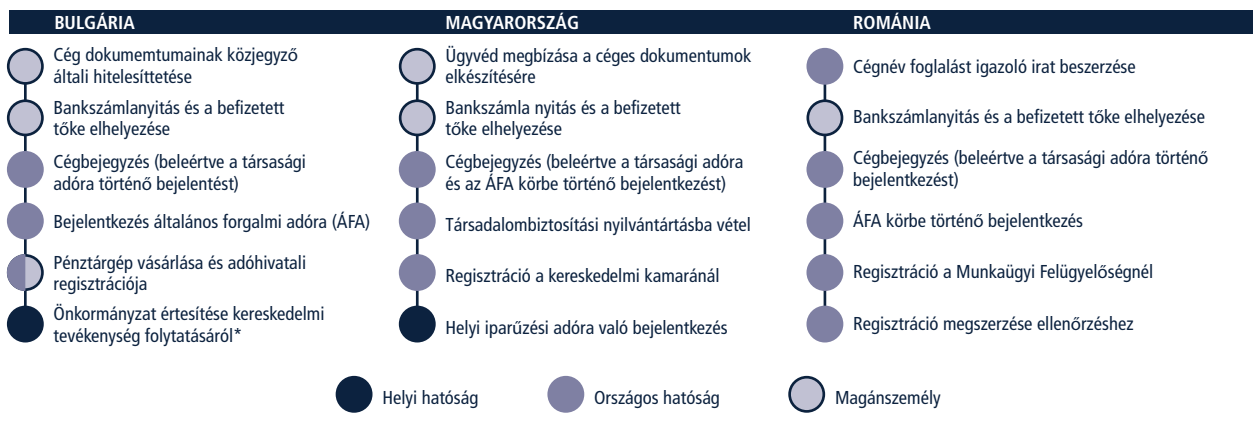 BULGÁRIA
Cég dokumemtumainak közjegyző
általi hitelesíttetése
Bankszámlanyitás és a befizetett
tőke elhelyezése
Cégbejegyzés (beleértve a társasági
adóra történő bejelentést)
Bejelentkezés általános forgalmi adóra (ÁFA)
Pénztárgép vásárlása és adóhivatali
regisztrációja
Önkormányzat értesítése kereskedelmi
tevékenység folytatásáról*
MAGYARORSZÁG
Ügyvéd megbízása a céges dokumentumok
elkészítésére
Bankszámla nyitás és a befizetett
tőke elhelyezése
Cégbejegyzés (beleértve a társasági adóra
és az ÁFA körbe történő bejelentkezést)
Társadalombiztosítási nyilvántártásba vétel
Regisztráció a kereskedelmi kamaránál
Helyi iparűzési adóra való bejelentkezés
ROMÁNIA
Cégnév foglalást igazoló irat beszerzése
Bankszámlanyitás és a befizetett tőke elhelyezése
Cégbejegyzés (beleértve a társasági adóra történő
bejelentkezést)
ÁFA körbe történő bejelentkezés
Regisztráció a Munkaügyi Felügyelőségnél
Regisztráció megszerzése ellenőrzéshez
Helyi hatóság
Országos hatóság
Magánszemély